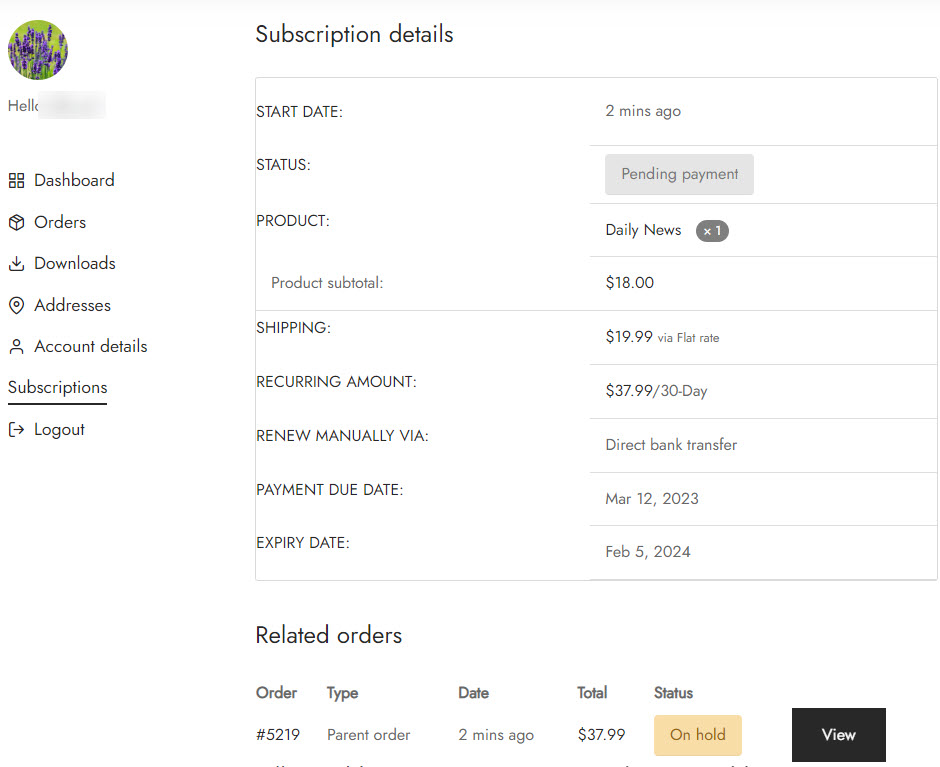 Hello
Dashboard
Orders
Downloads
Addresses
Account details
Subscriptions
Logout
Subscription details
START DATE: 2 mins ago
STATUS: Pending payment
PRODUCT: Daily News × 1
Product subtotal: $18.00
SHIPPING: $19.99 via Flat rate
RECURRING AMOUNT: $37.99/30-Day
RENEW MANUALLY VIA: Direct bank transfer
PAYMENT DUE DATE: Mar 12, 2023
EXPIRY DATE: Feb 5, 2024
Related orders
Order Type Date Total Status
#5219 Parent order 2 mins ago $37.99 On hold View